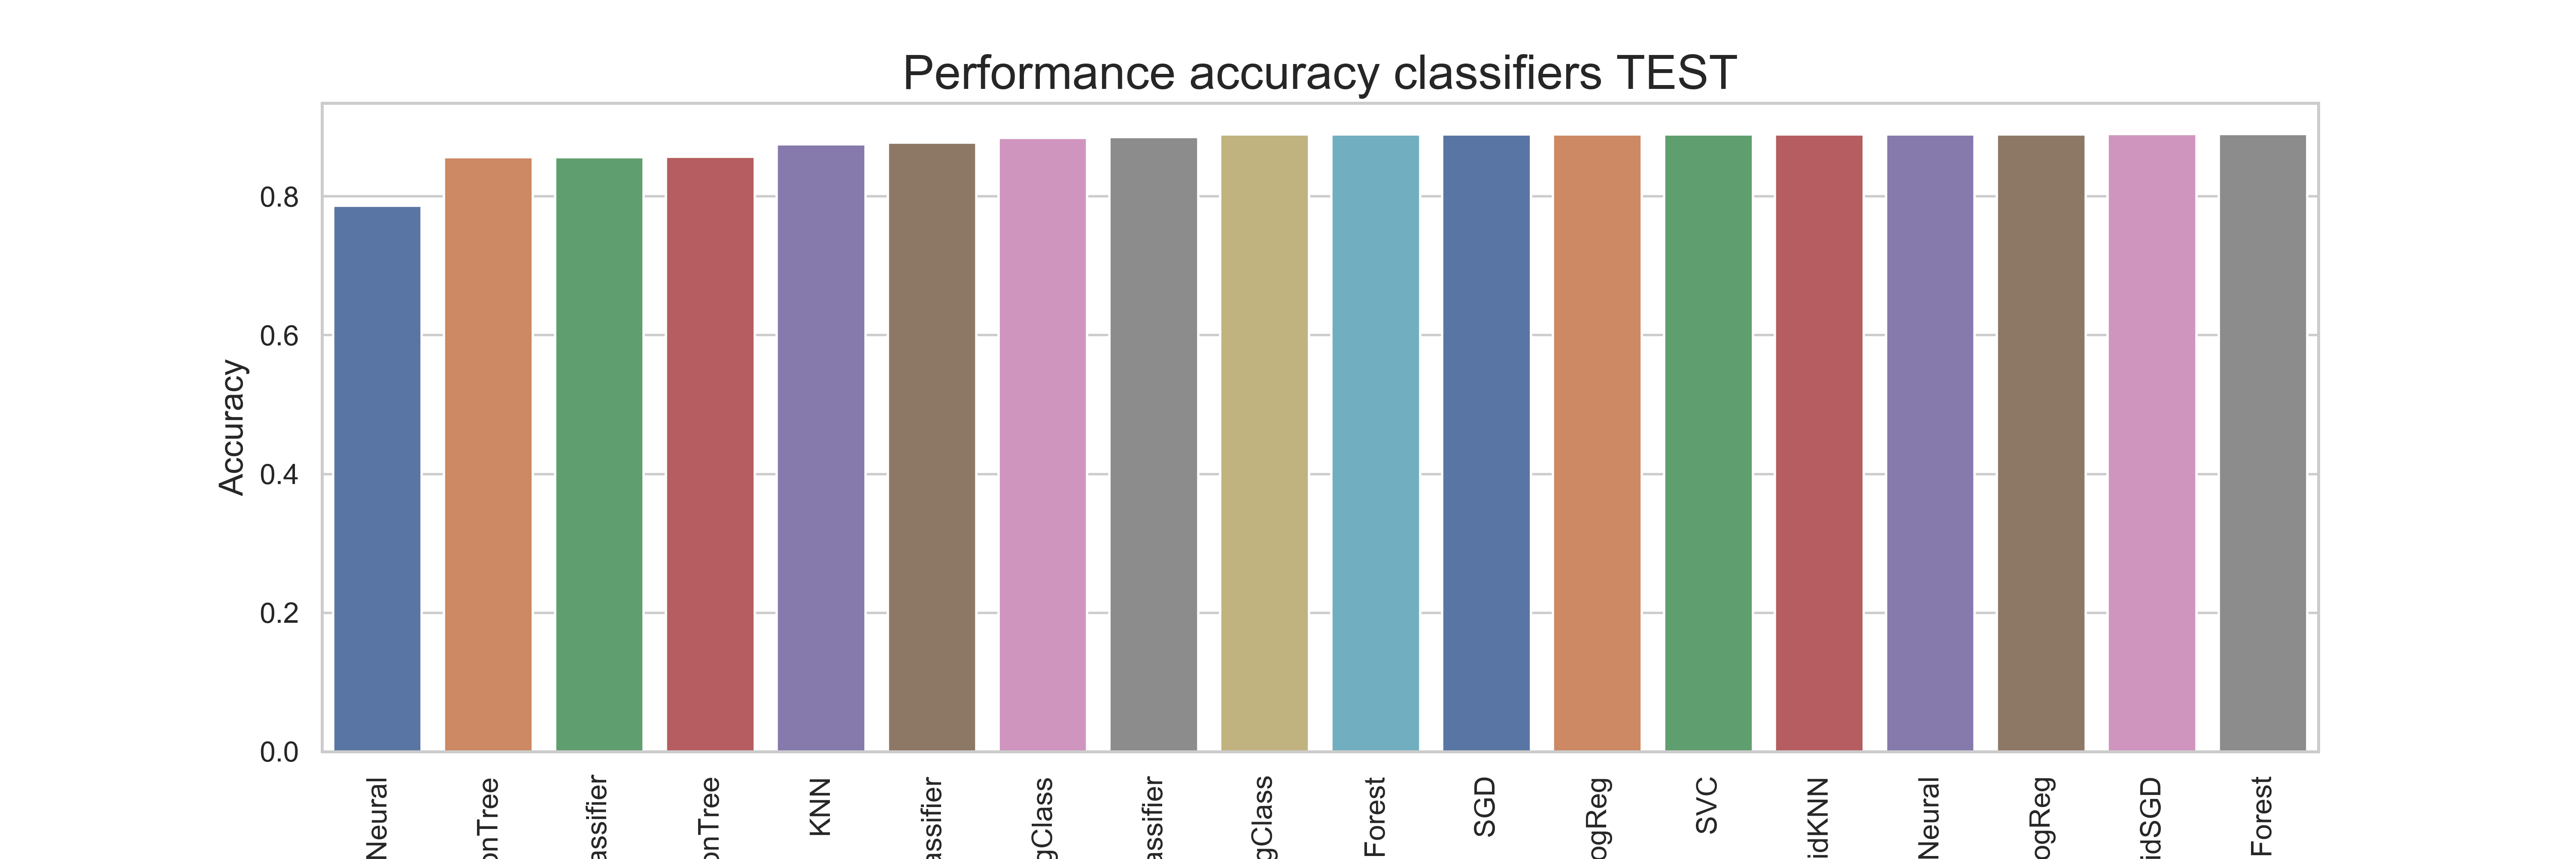 Performance accuracy classifiers TEST
Accuracy
0.8
0.6
0.4
0.2
0.0
Neural
onTree
assifier
onTree
KNN
assifier
gClass
assifier
gClass
Forest
SGD
ogReg
SVC
idKNN
Neural
ogReg
idSGD
Forest